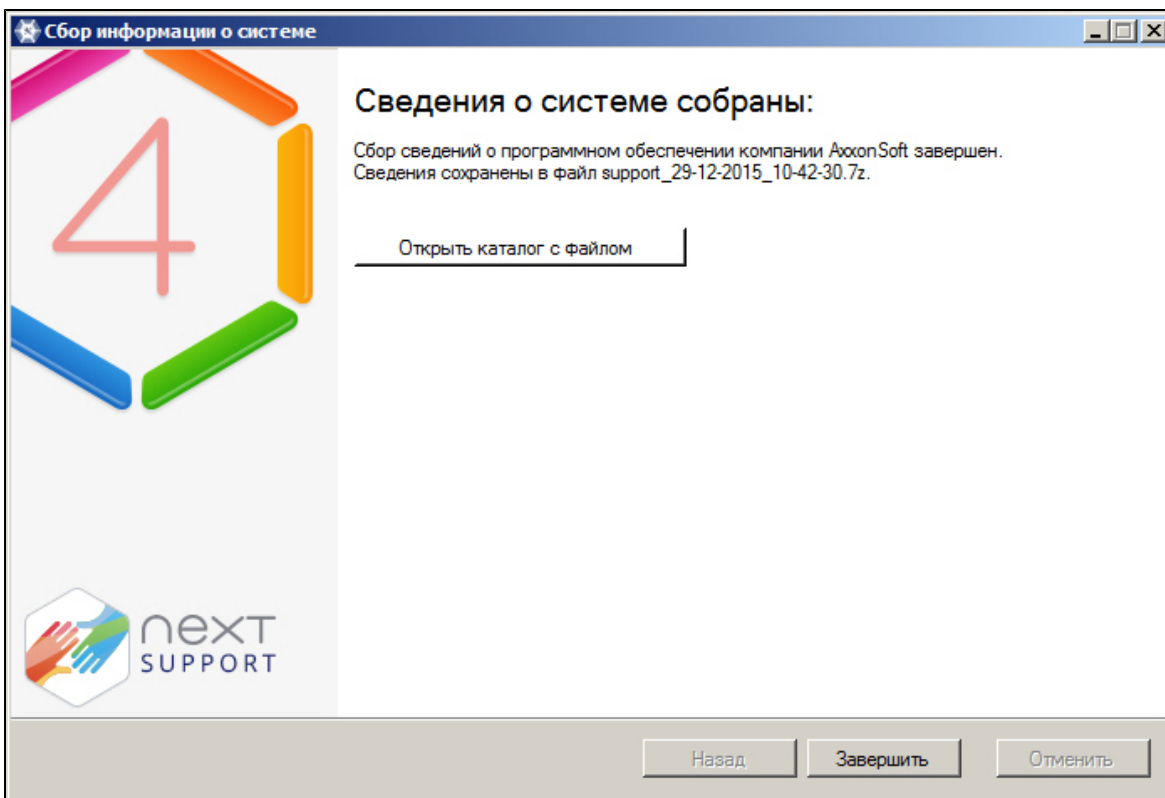 Сбор информации о системе
4
Сведения о системе собраны:
Сбор сведений о программном обеспечении компании AxxonSoft завершен.
Сведения сохранены в файл support_29-12-2015_10-42-30.7z.
Открыть каталог с файлом
next
SUPPORT
Назад
Завершить
Отменить